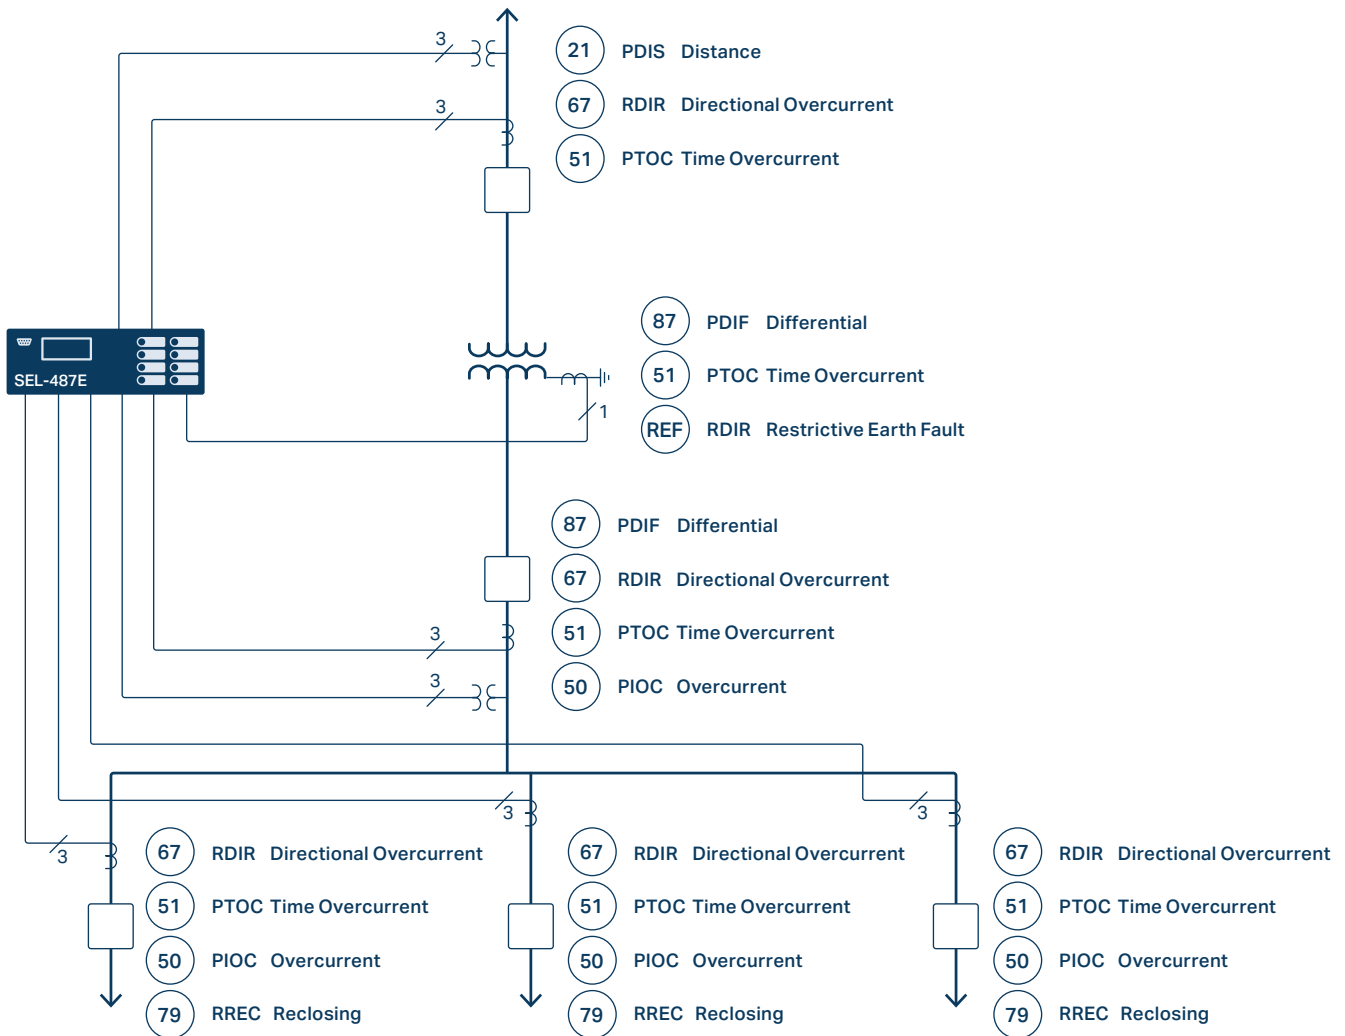 3
21 PDIS Distance
3
67 RDIR Directional Overcurrent
51 PTOC Time Overcurrent
87 PDIF Differential
SEL-487E
51 PTOC Time Overcurrent
1
REF RDIR Restrictive Earth Fault
87 PDIF Differential
67 RDIR Directional Overcurrent
3
51 PTOC Time Overcurrent
3
50 PIOC Overcurrent
3
3
3
67 RDIR Directional Overcurrent
51 PTOC Time Overcurrent
50 PIOC Overcurrent
79 RREC Reclosing
67 RDIR Directional Overcurrent
51 PTOC Time Overcurrent
50 PIOC Overcurrent
79 RREC Reclosing
67 RDIR Directional Overcurrent
51 PTOC Time Overcurrent
50 PIOC Overcurrent
79 RREC Reclosing